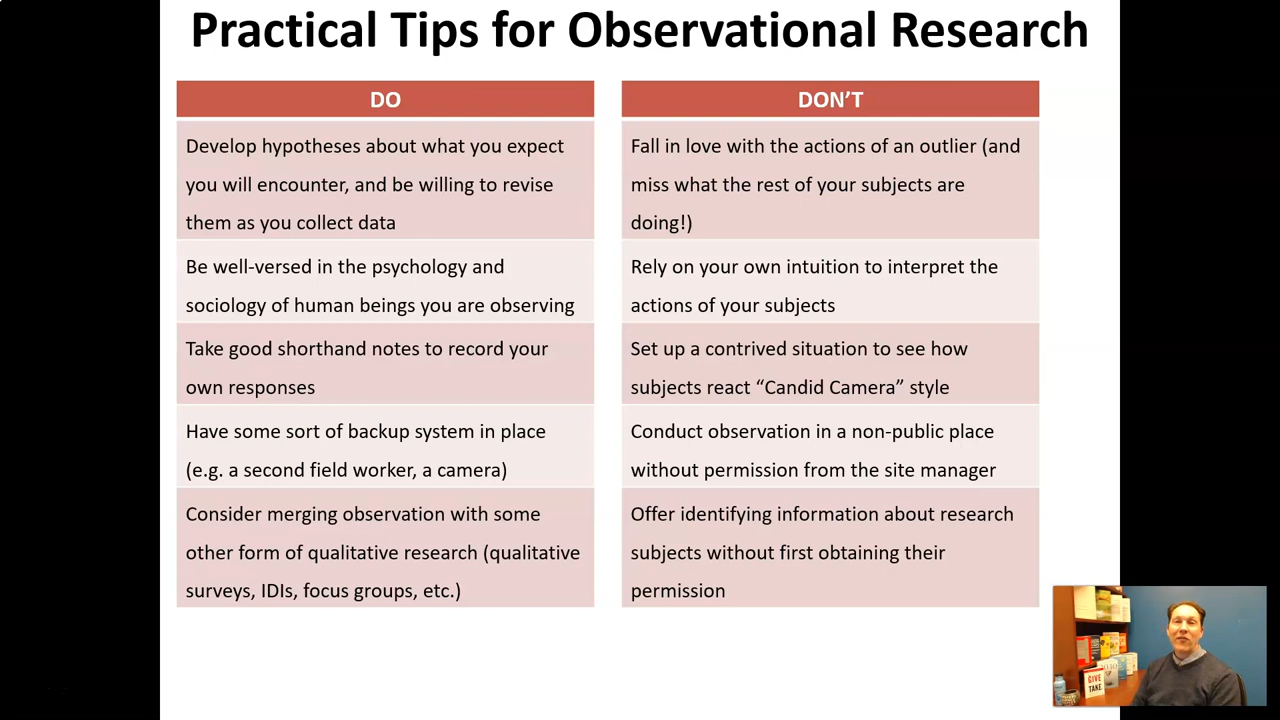 Practical Tips for Observational Research
DO
Develop hypotheses about what you expect
you will encounter, and be willing to revise
them as you collect data
Be well-versed in the psychology and
sociology of human beings you are observing
Take good shorthand notes to record your
own responses
Have some sort of backup system in place
(e.g. a second field worker, a camera)
Consider merging observation with some
other form of qualitative research (qualitative
surveys, IDIs, focus groups, etc.)
DON’T
Fall in love with the actions of an outlier (and
miss what the rest of your subjects are
doing!)
Rely on your own intuition to interpret the
actions of your subjects
Set up a contrived situation to see how
subjects react “Candid Camera” style
Conduct observation in a non-public place
without permission from the site manager
Offer identifying information about research
subjects without first obtaining their
permission
GIVE
TAKE